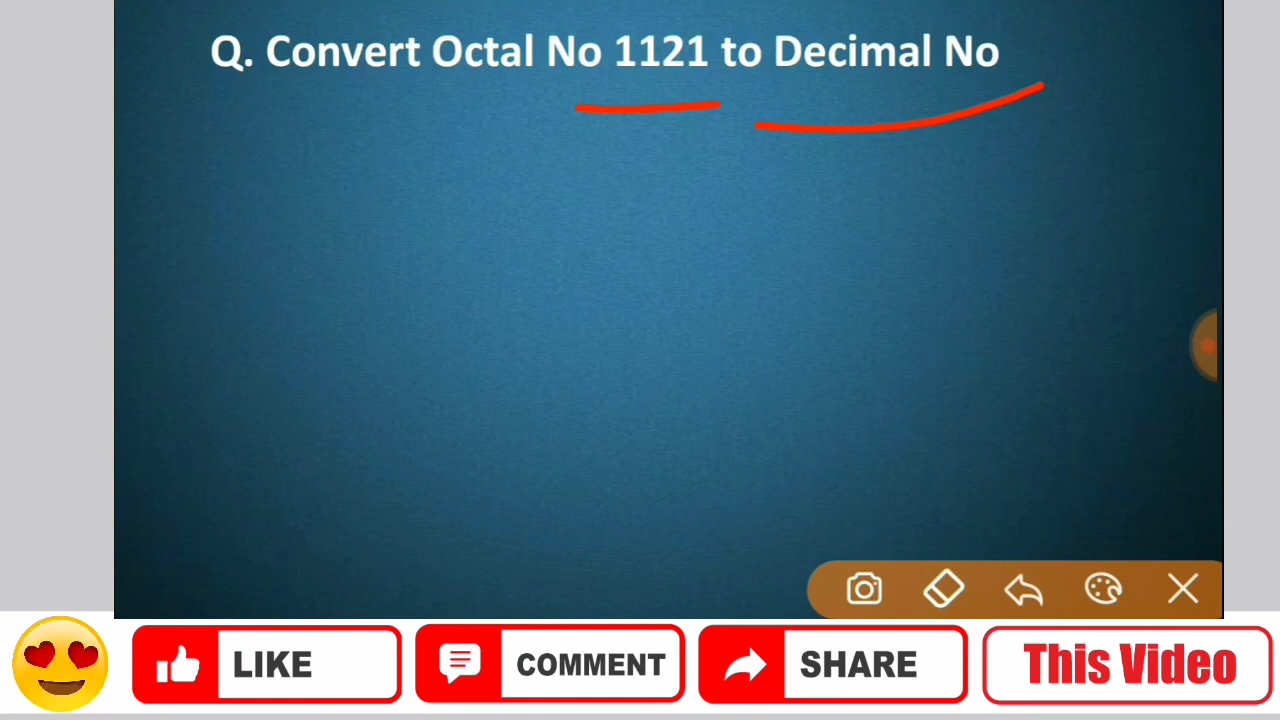 Q. Convert Octal No 1121 to Decimal No
LIKE
COMMENT
SHARE
This Video